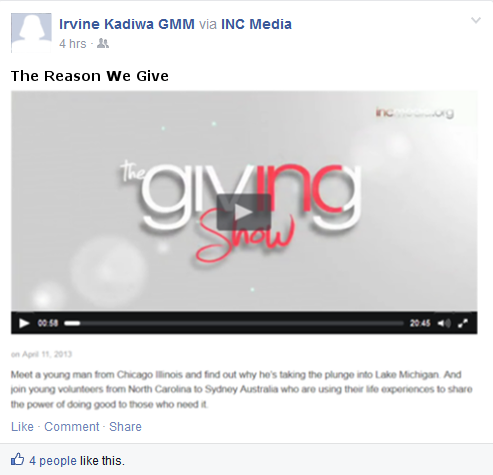 Irvine Kadiwa GMM via INC Media
4 hrs ·
The Reason We Give
incmedia.org
the
giving
Show
00:58
20:45
on April 11, 2013
Meet a young man from Chicago Illinois and find out why he's taking the plunge into Lake Michigan. And
join young volunteers from North Carolina to Sydney Australia who are using their life experiences to share
the power of doing good to those who need it.
Like · Comment · Share
4 people like this.